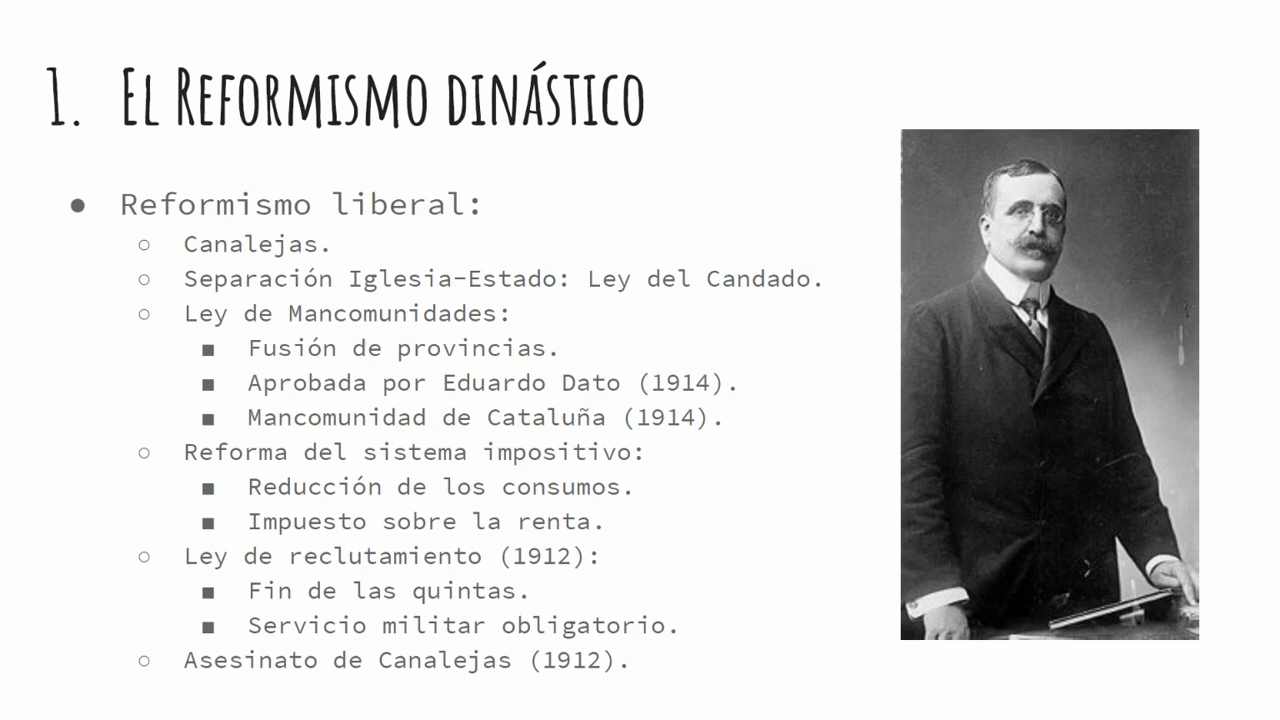 1. El Reformismo dinástico
● Reformismo liberal:
○ Canalejas.
○ Separación Iglesia-Estado: Ley del Candado.
○ Ley de Mancomunidades:
■ Fusión de provincias.
■ Aprobada por Eduardo Dato (1914).
■ Mancomunidad de Cataluña (1914).
○ Reforma del sistema impositivo:
■ Reducción de los consumos.
■ Impuesto sobre la renta.
○ Ley de reclutamiento (1912):
■ Fin de las quintas.
■ Servicio militar obligatorio.
○ Asesinato de Canalejas (1912).